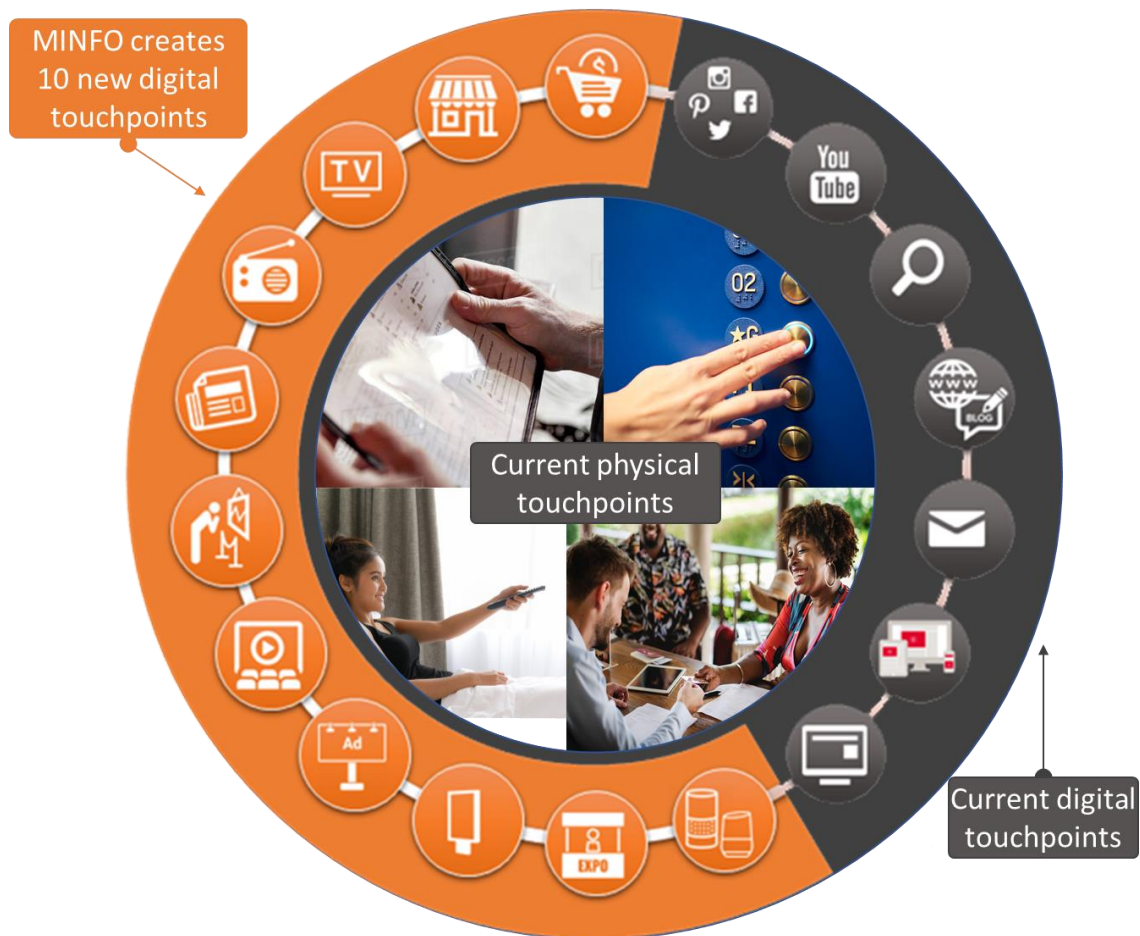 MINFO creates
10 new digital
touchpoints
TV
You
Tube
02
WWW
BLOG
Current physical
touchpoints
Ad
EXPO
Current digital
touchpoints